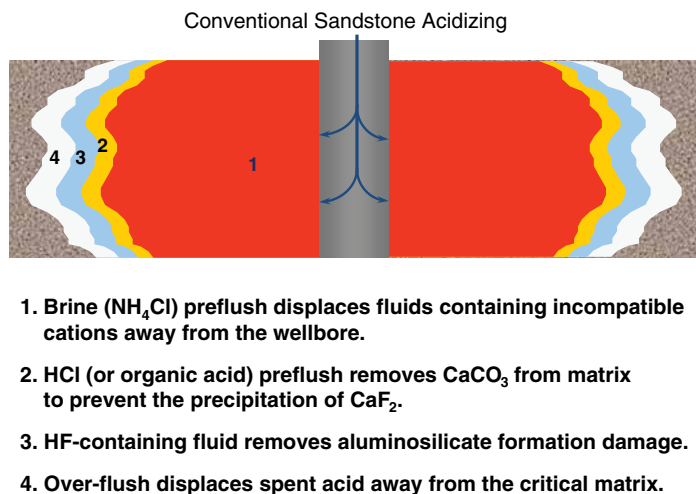 Conventional Sandstone Acidizing
4 3 2 1
1. Brine (NH₄Cl) preflush displaces fluids containing incompatible
cations away from the wellbore.
2. HCl (or organic acid) preflush removes CaCO₃ from matrix
to prevent the precipitation of CaF₂.
3. HF-containing fluid removes aluminosilicate formation damage.
4. Over-flush displaces spent acid away from the critical matrix.